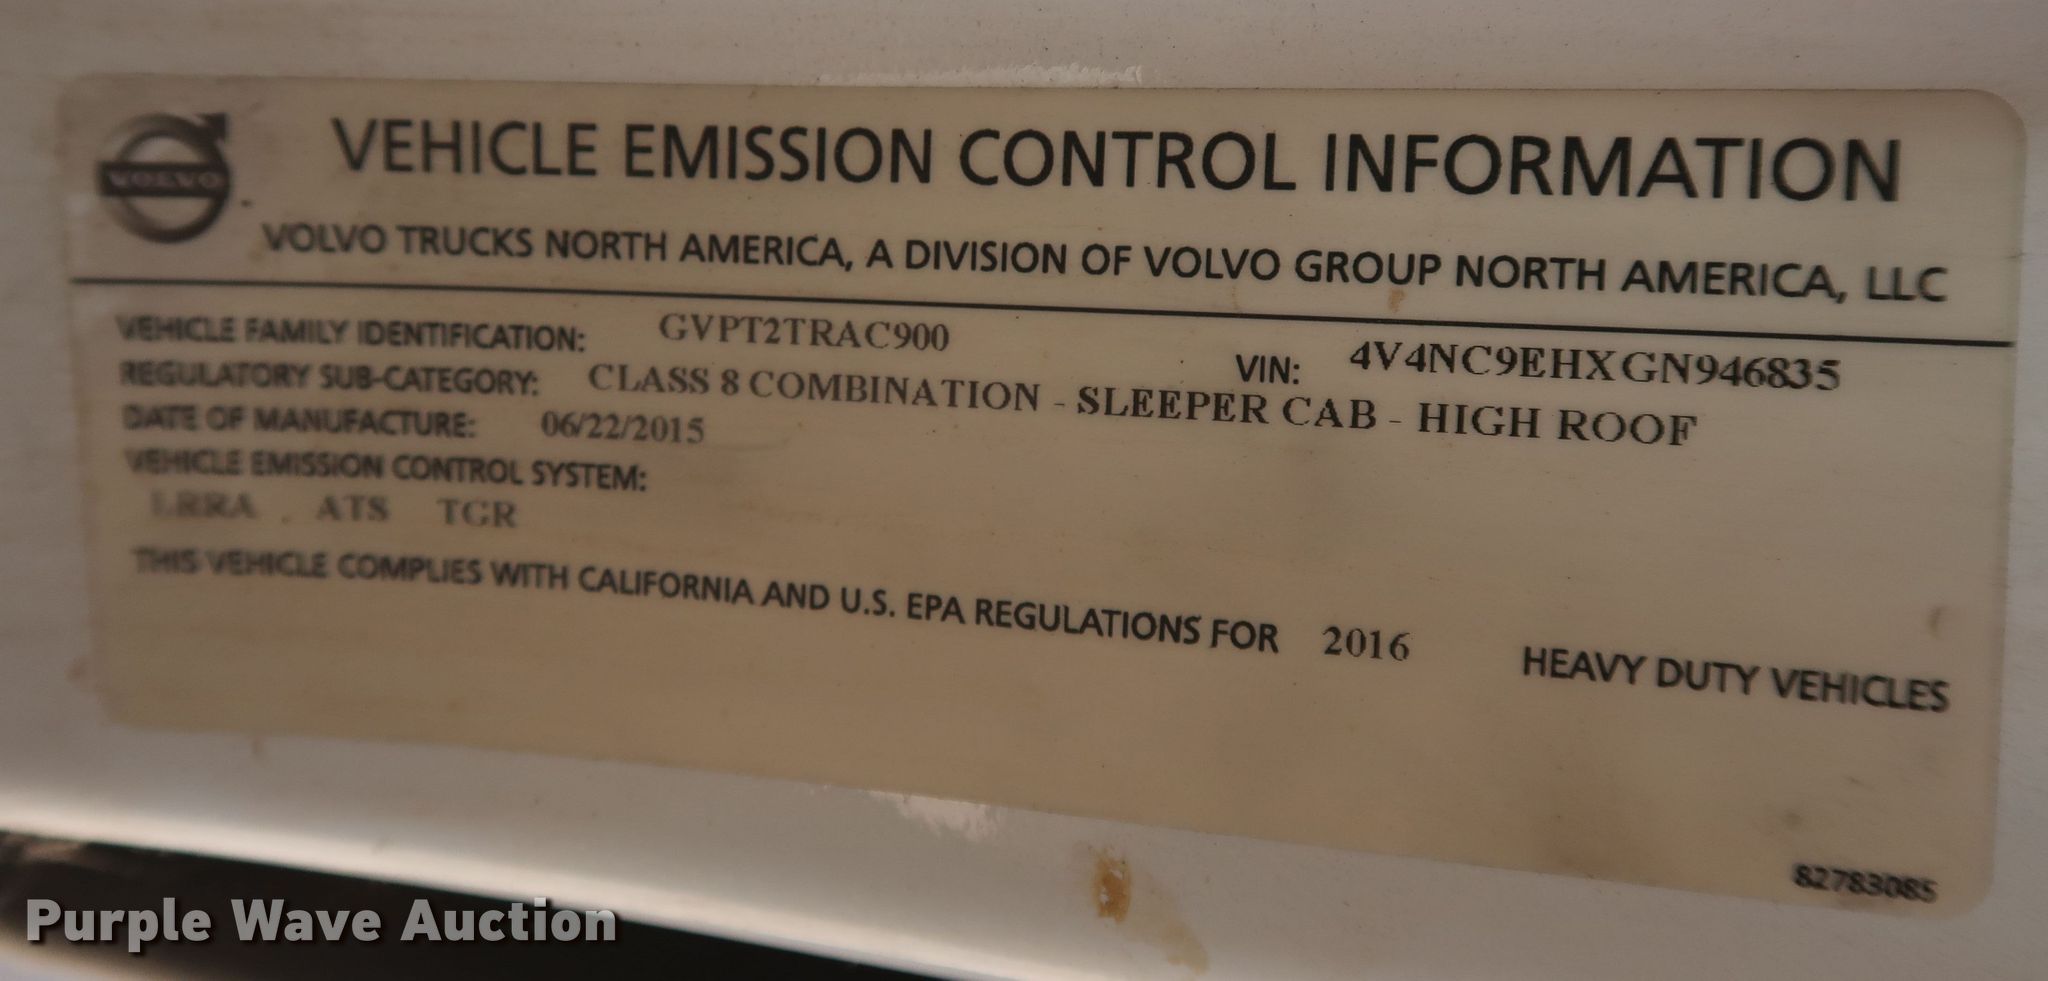 VOLVO
VEHICLE EMISSION CONTROL INFORMATION
VOLVO TRUCKS NORTH AMERICA, A DIVISION OF VOLVO GROUP NORTH AMERICA, LLC
VEHICLE FAMILY IDENTIFICATION: GVPT2TRAC900 VIN: 4V4NC9EHXGN946835
REGULATORY SUB-CATEGORY: CLASS 8 COMBINATION - SLEEPER CAB - HIGH ROOF
DATE OF MANUFACTURE: 06/22/2015
VEHICLE EMISSION CONTROL SYSTEM:
LRRA . ATS TGR
THIS VEHICLE COMPLIES WITH CALIFORNIA AND U.S. EPA REGULATIONS FOR 2016 HEAVY DUTY VEHICLES
82783085
Purple Wave Auction